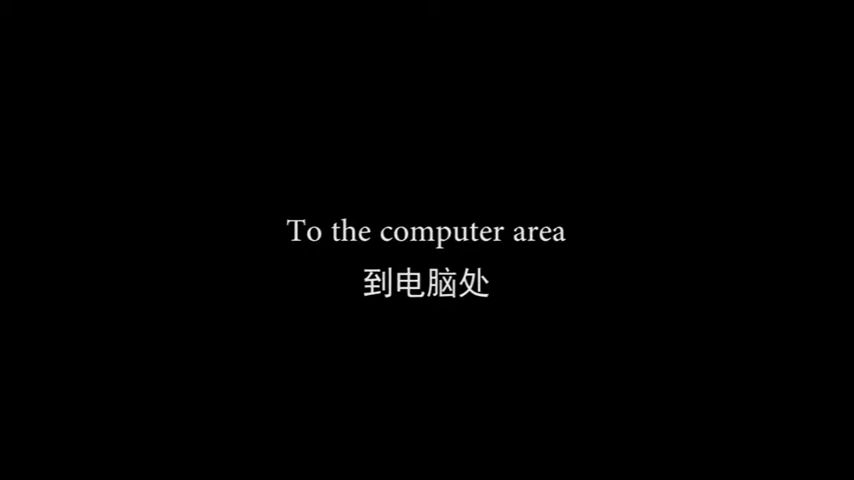 To the computer area
到电脑处